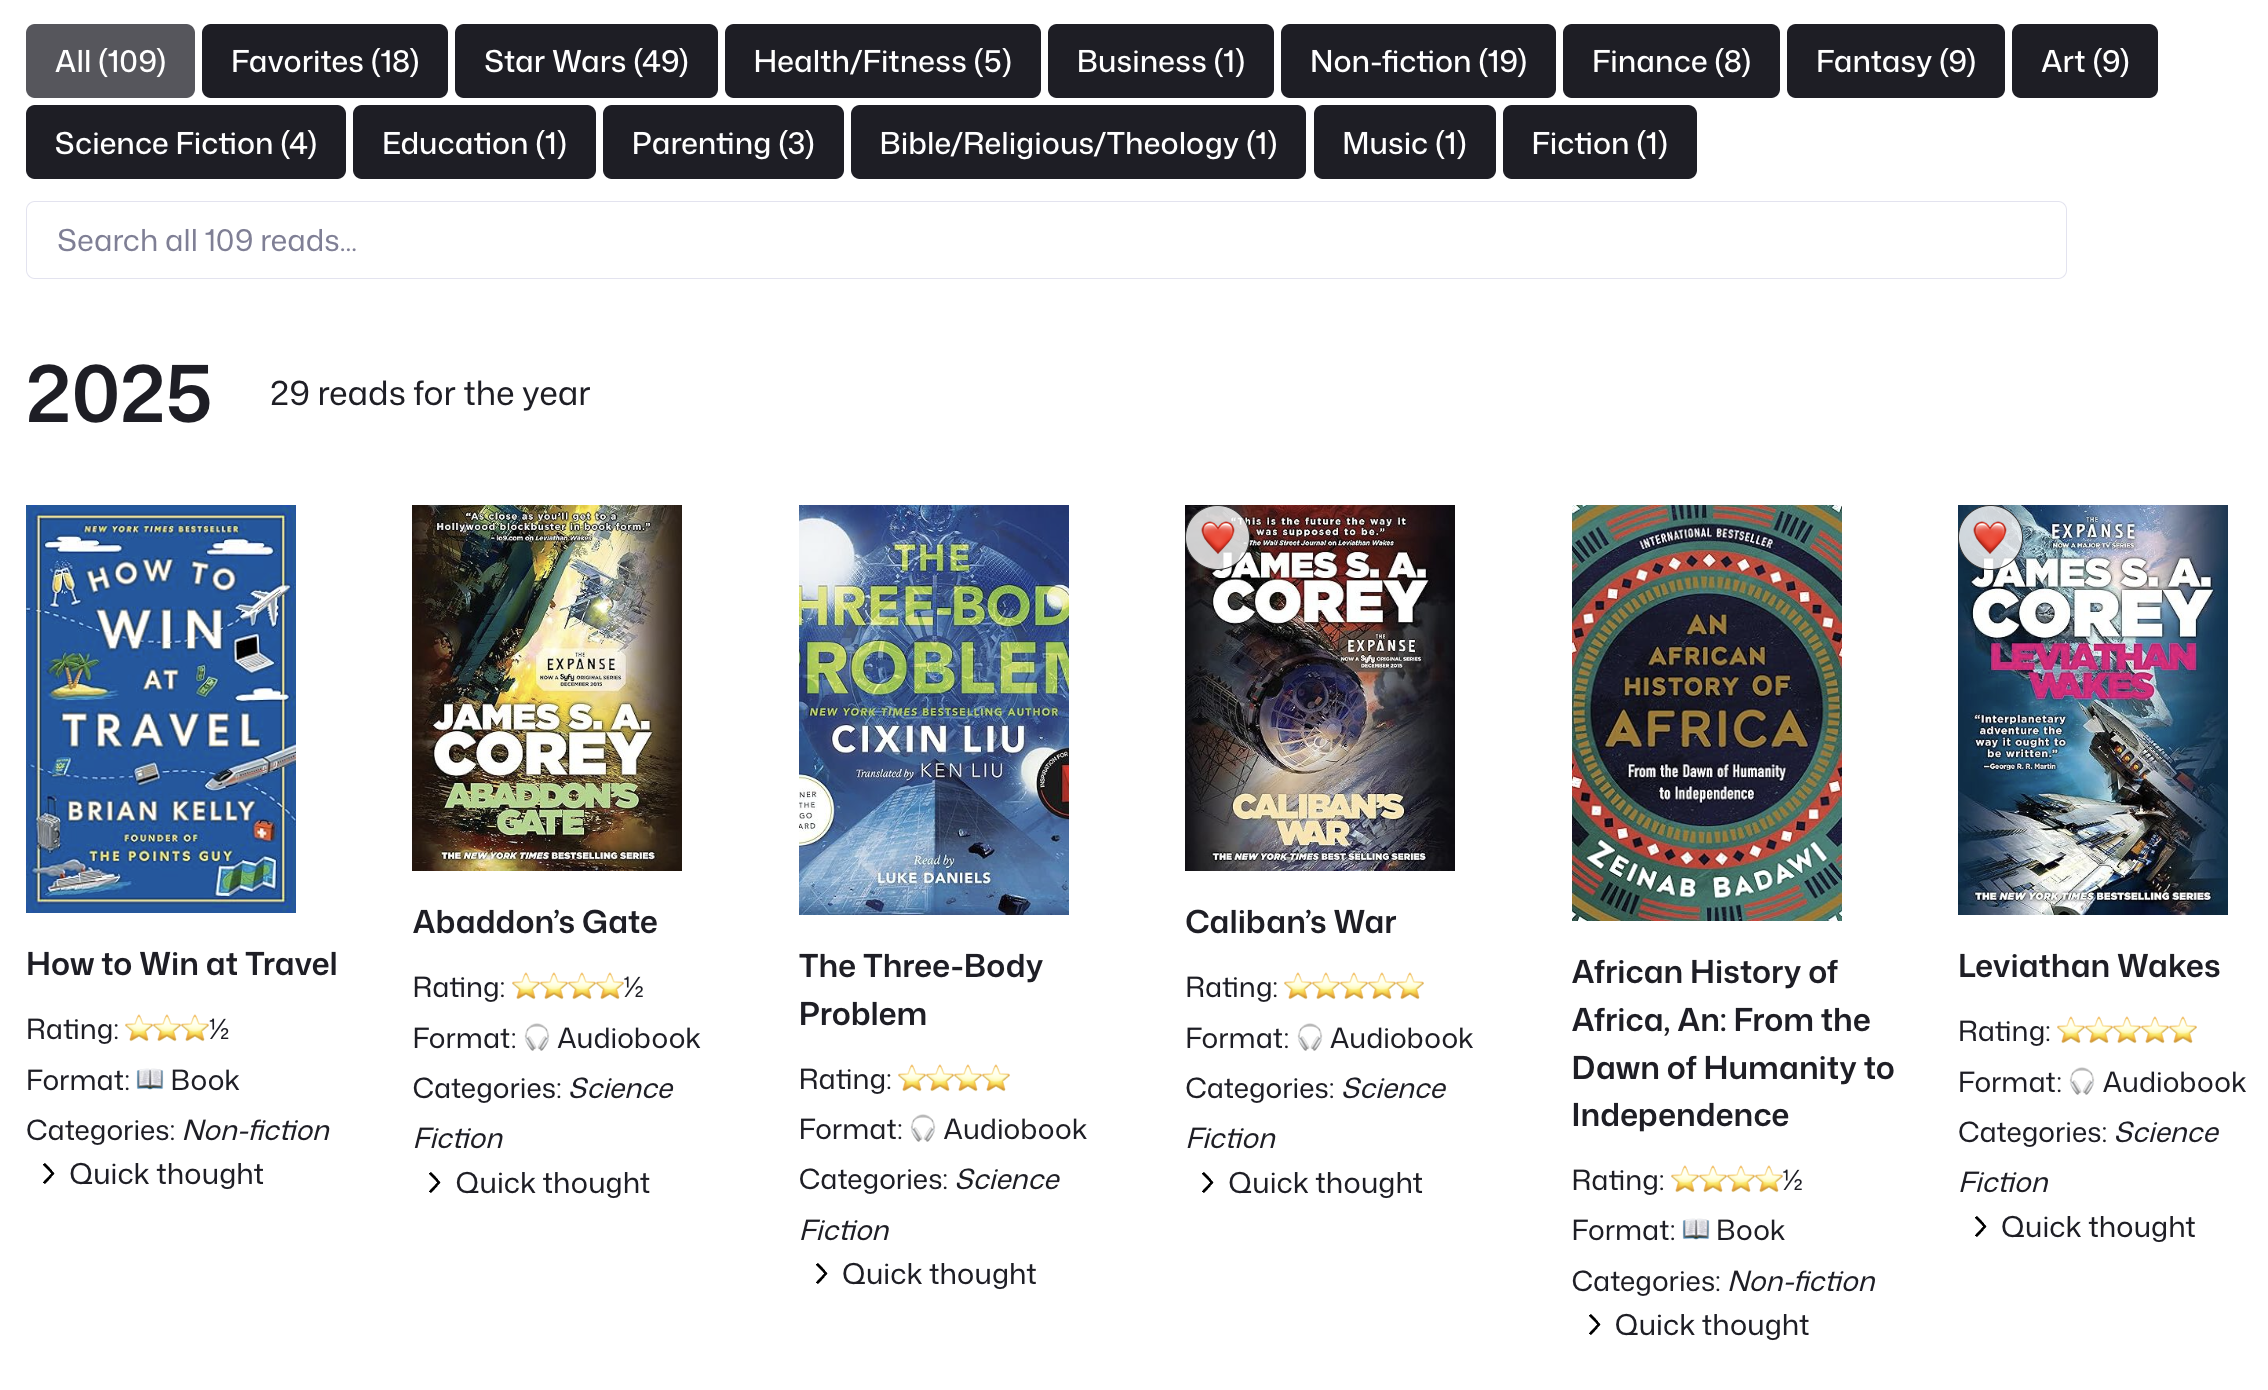 All (109)
Favorites (18)
Star Wars (49)
Health/Fitness (5)
Business (1)
Non-fiction (19)
Finance (8)
Fantasy (9)
Art (9)
Science Fiction (4)
Education (1)
Parenting (3)
Bible/Religious/Theology (1)
Music (1)
Fiction (1)
Search all 109 reads...
2025
29 reads for the year
NEW YORK TIMES BESTSELLER
HOW TO
WIN
AT
TRAVEL
BRIAN KELLY
FOUNDER OF
THE POINTS GUY
How to Win at Travel
Rating: ⭐⭐⭐½
Format: 📖 Book
Categories: Non-fiction
Quick thought
"As close as you'll get to a
Hollywood blockbuster in book form."
– io9.com on Leviathan Wakes
THE
EXPANSE
NOW A Syfy ORIGINAL SERIES
DECEMBER 2015
JAMES S. A.
COREY
ABADDON'S
GATE
THE NEW YORK TIMES BESTSELLING SERIES
Abaddon's Gate
Rating: ⭐⭐⭐⭐½
Format: 🎧 Audiobook
Categories: Science
Fiction
Quick thought
THE
HREE-BOD
ROBLEM
NEW YORK TIMES BESTSELLING AUTHOR
CIXIN LIU
Translated by KEN LIU
INSPIRATION FOR
NER
THE
GO
ARD
Read by
LUKE DANIELS
The Three-Body
Problem
Rating: ⭐⭐⭐⭐
Format: 🎧 Audiobook
Categories: Science
Fiction
Quick thought
This is the future the way it
was supposed to be."
–The Wall Street Journal on Leviathan Wakes
JAMES S. A.
COREY
THE
EXPANSE
NOW A Syfy ORIGINAL SERIES
DECEMBER 2015
CALIBAN'S
WAR
THE NEW YORK TIMES BEST SELLING SERIES
Caliban's War
Rating: ⭐⭐⭐⭐⭐
Format: 🎧 Audiobook
Categories: Science
Fiction
Quick thought
INTERNATIONAL BESTSELLER
AN
AFRICAN
HISTORY OF
AFRICA
From the Dawn of Humanity
to Independence
ZEINAB BADAWI
African History of
Africa, An: From the
Dawn of Humanity to
Independence
Rating: ⭐⭐⭐⭐½
Format: 📖 Book
Categories: Non-fiction
Quick thought
THE
EXPANSE
NOW A MAJOR TV SERIES
JAMES S. A.
COREY
LEVIATHAN
WAKES
"Interplanetary
adventure the
way it ought to
be written."
—George R. R. Martin
THE NEW YORK TIMES BESTSELLING SERIES
Leviathan Wakes
Rating: ⭐⭐⭐⭐⭐
Format: 🎧 Audiobook
Categories: Science
Fiction
Quick thought